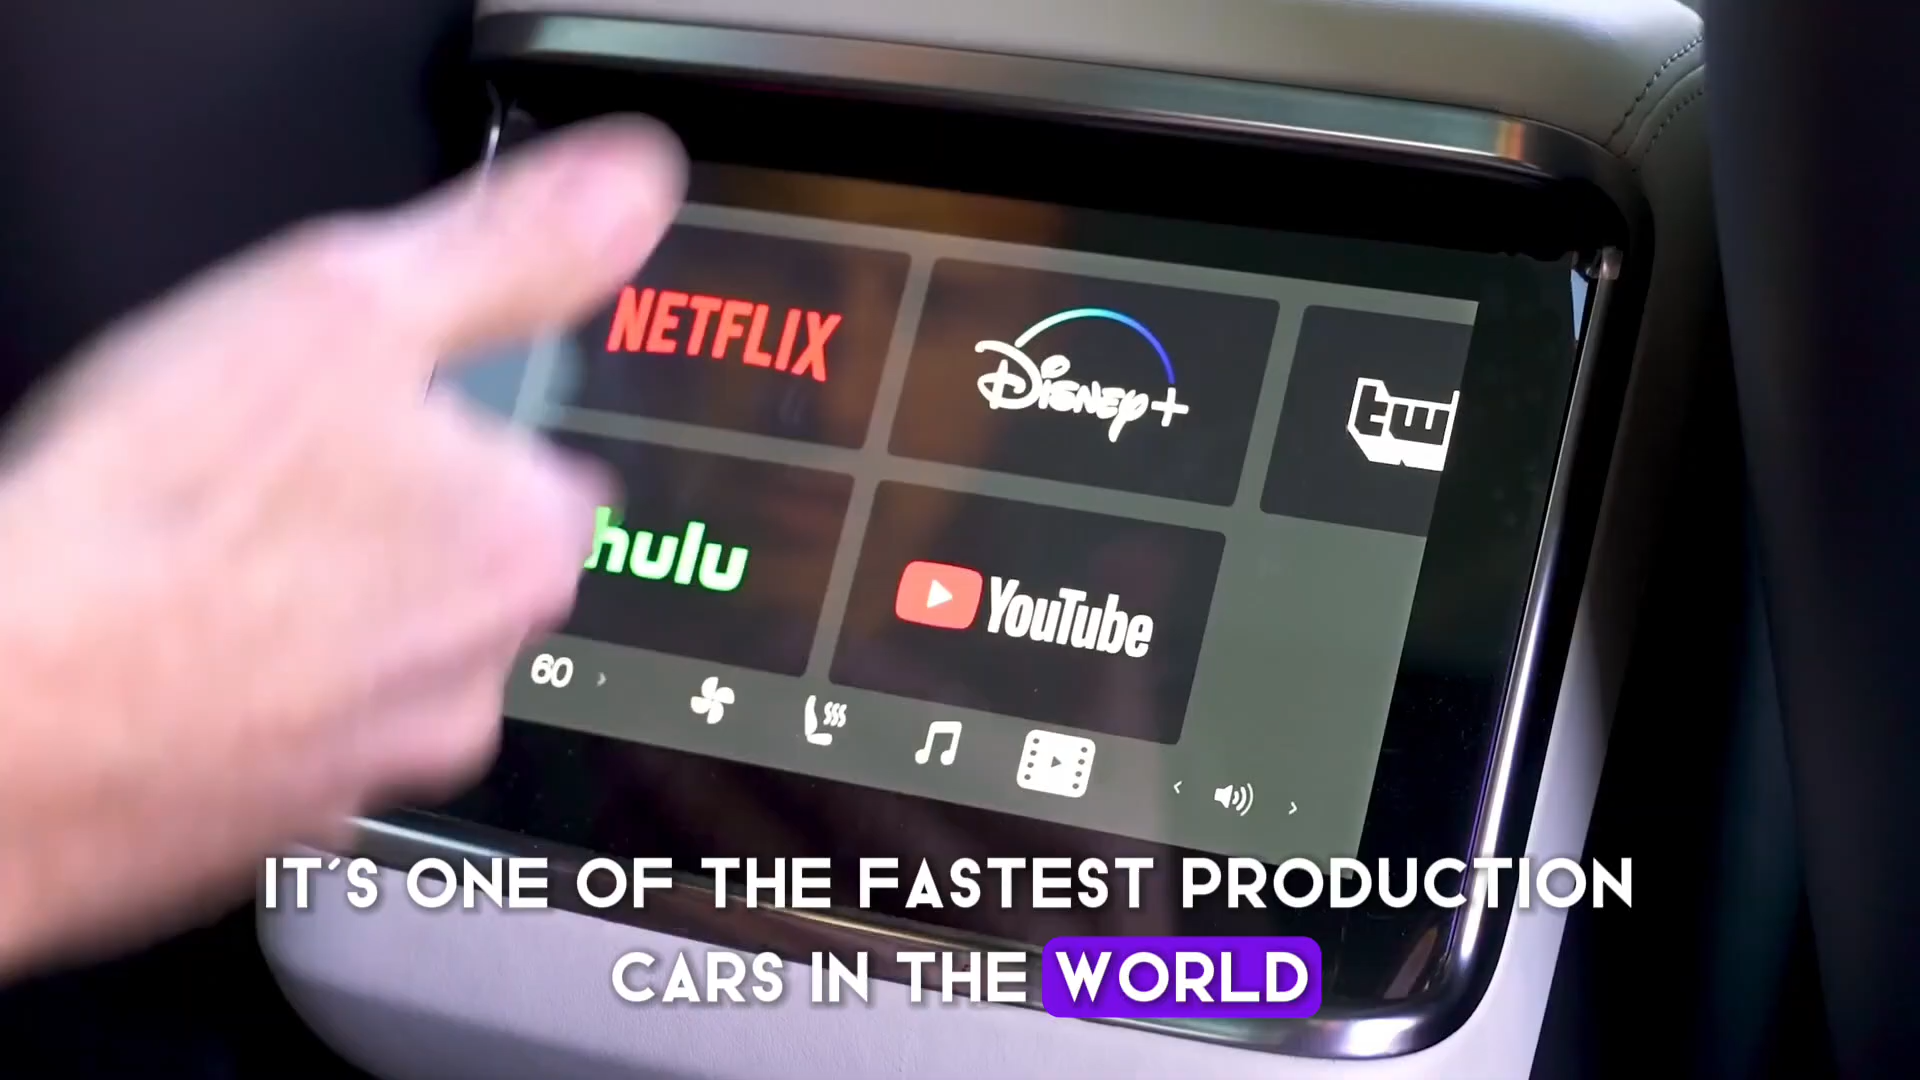 NETFLIX
Disney+
hulu
YouTube
60
IT'S ONE OF THE FASTEST PRODUCTION
CARS IN THE WORLD